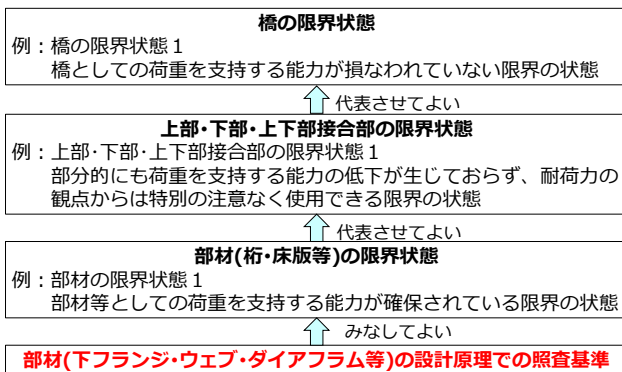 橋の限界状態
例：橋の限界状態１
橋としての荷重を支持する能力が損なわれていない限界の状態
代表させてよい
上部・下部・上下部接合部の限界状態
例：上部・下部・上下部接合部の限界状態１
部分的にも荷重を支持する能力の低下が生じておらず、耐荷力の
観点からは特別の注意なく使用できる限界の状態
代表させてよい
部材(桁・床版等)の限界状態
例：部材の限界状態１
部材等としての荷重を支持する能力が確保されている限界の状態
みなしてよい
部材(下フランジ・ウェブ・ダイアフラム等)の設計原理での照査基準